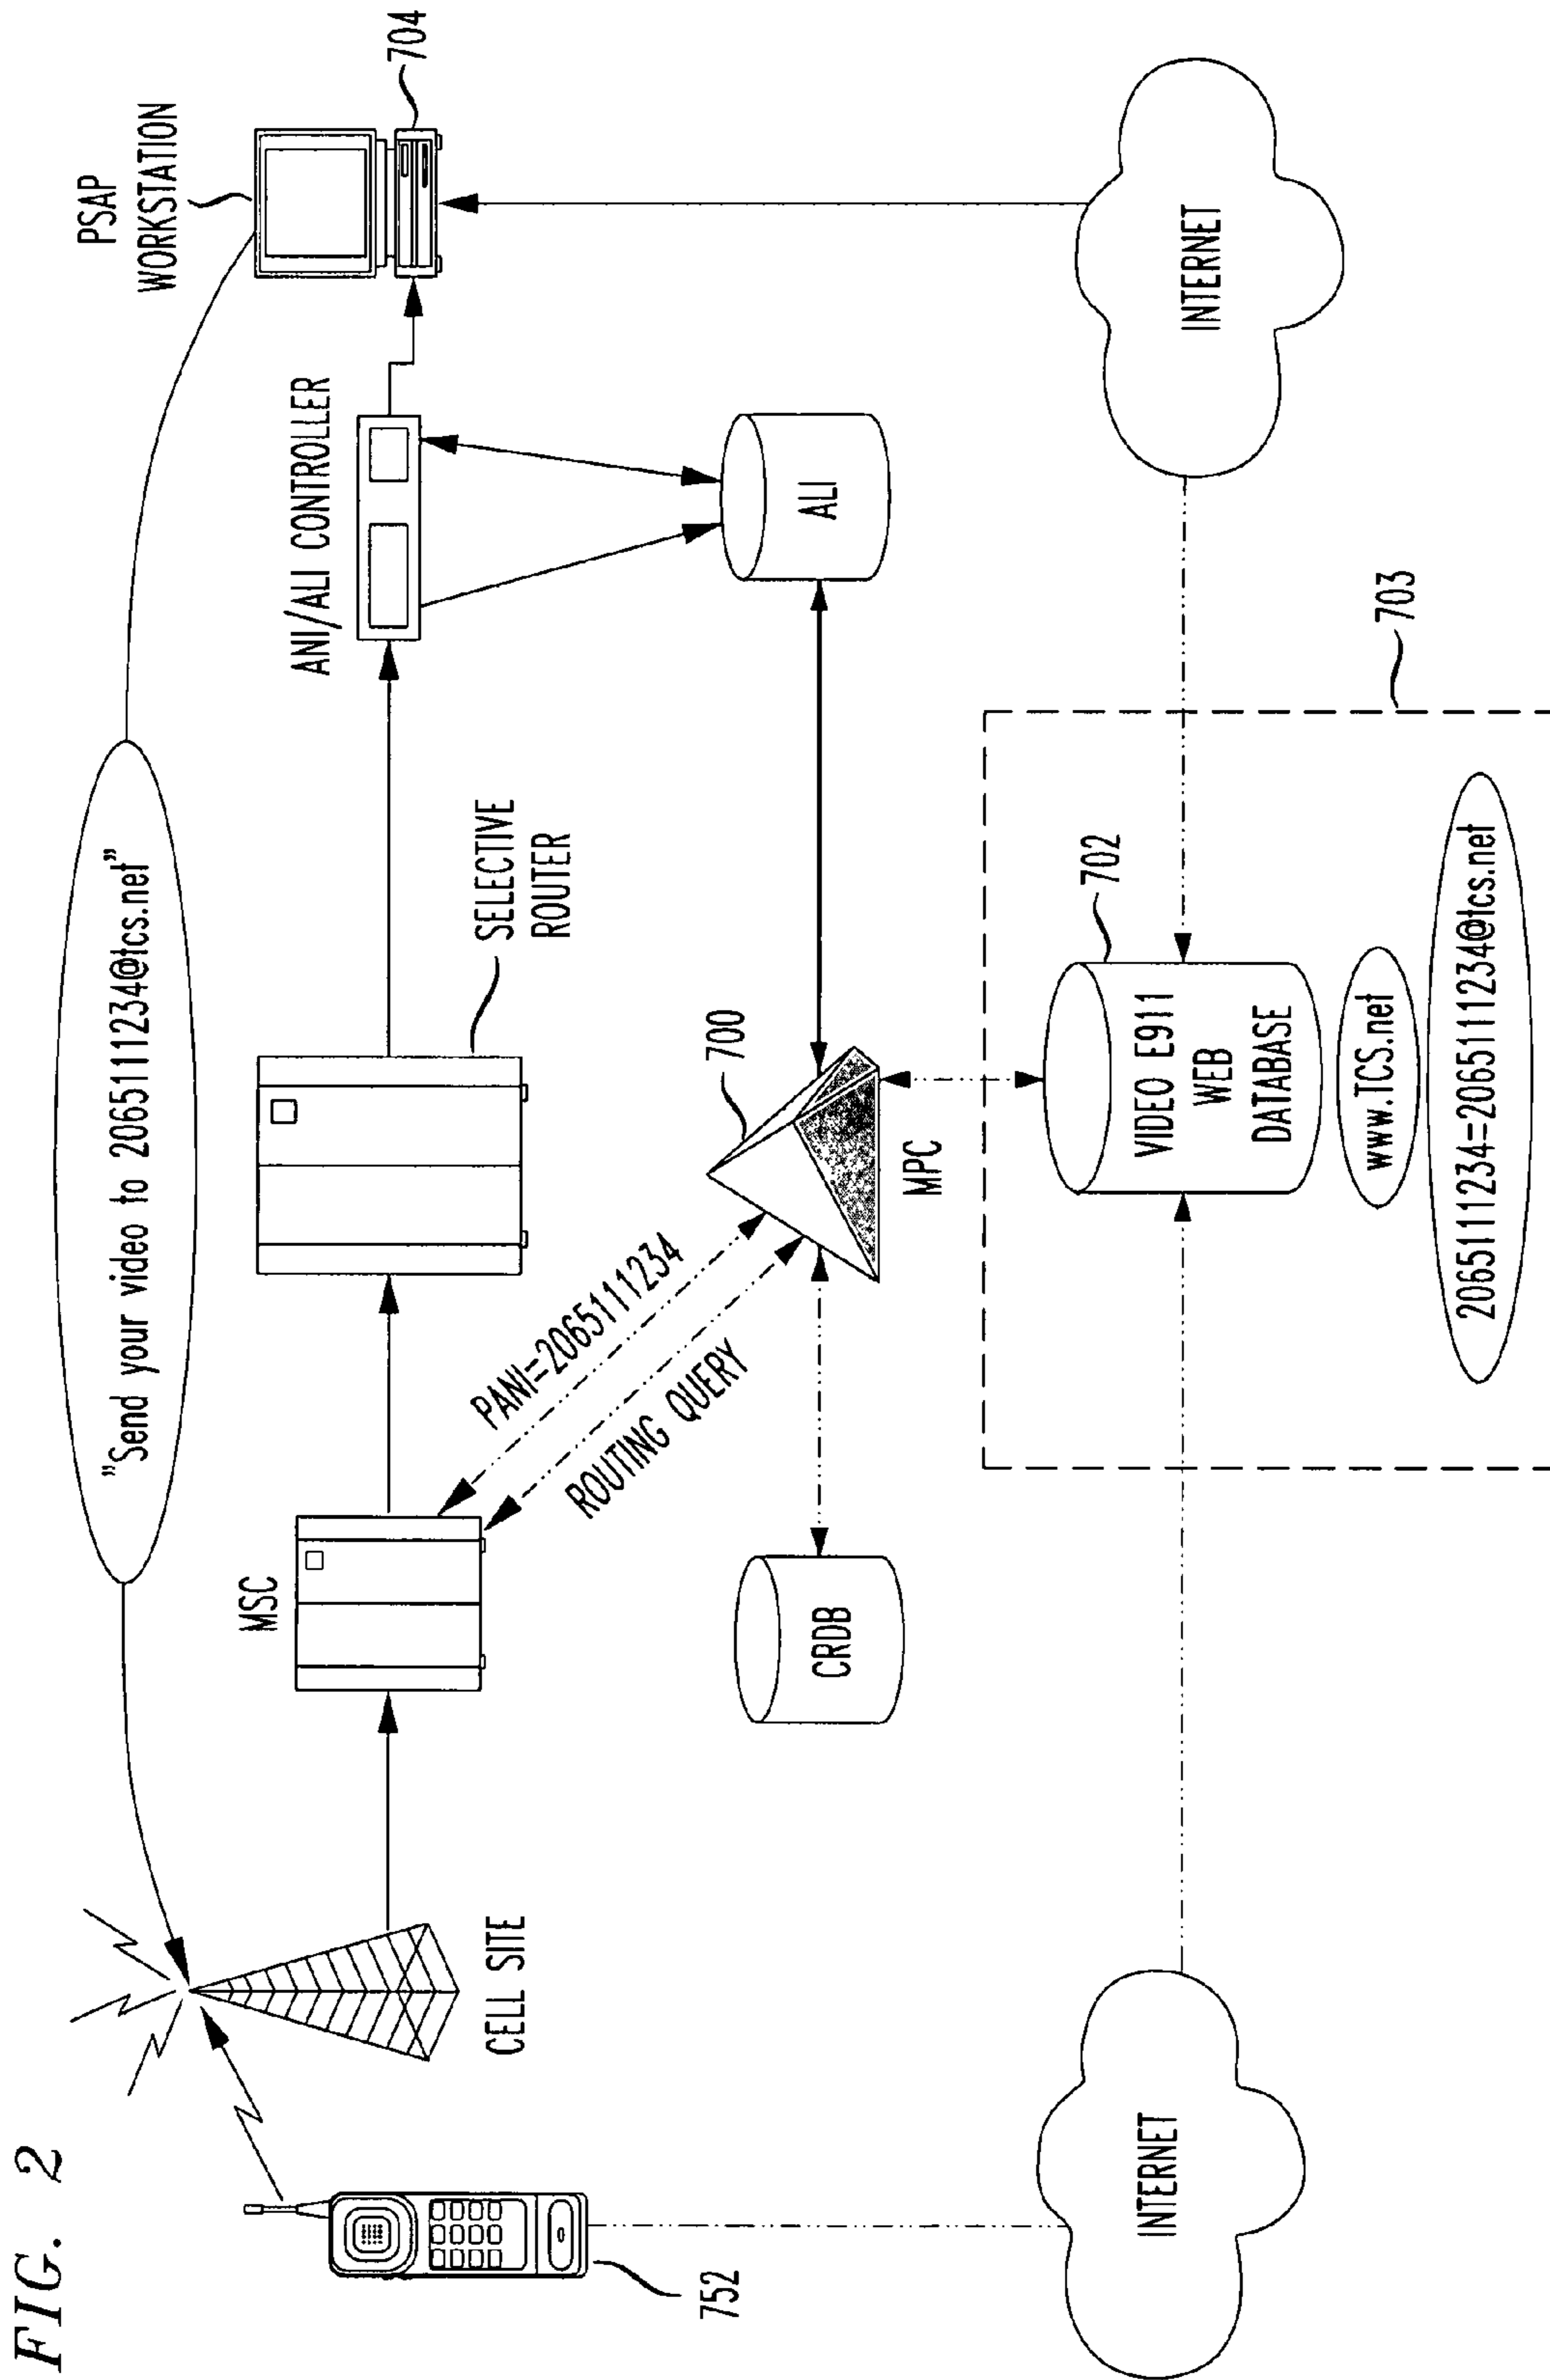 FIG. 2
"Send your video to 2065111234@tcs.net"
PSAP
WORKSTATION
704
ANI/ALI CONTROLLER
SELECTIVE
ROUTER
MSC
CELL SITE
752
PANI=2065111234
ROUTING QUERY
700
MPC
ALI
CRDB
703
702
VIDEO E911
WEB
DATABASE
www.TCS.net
2065111234=2065111234@tcs.net
INTERNET
INTERNET